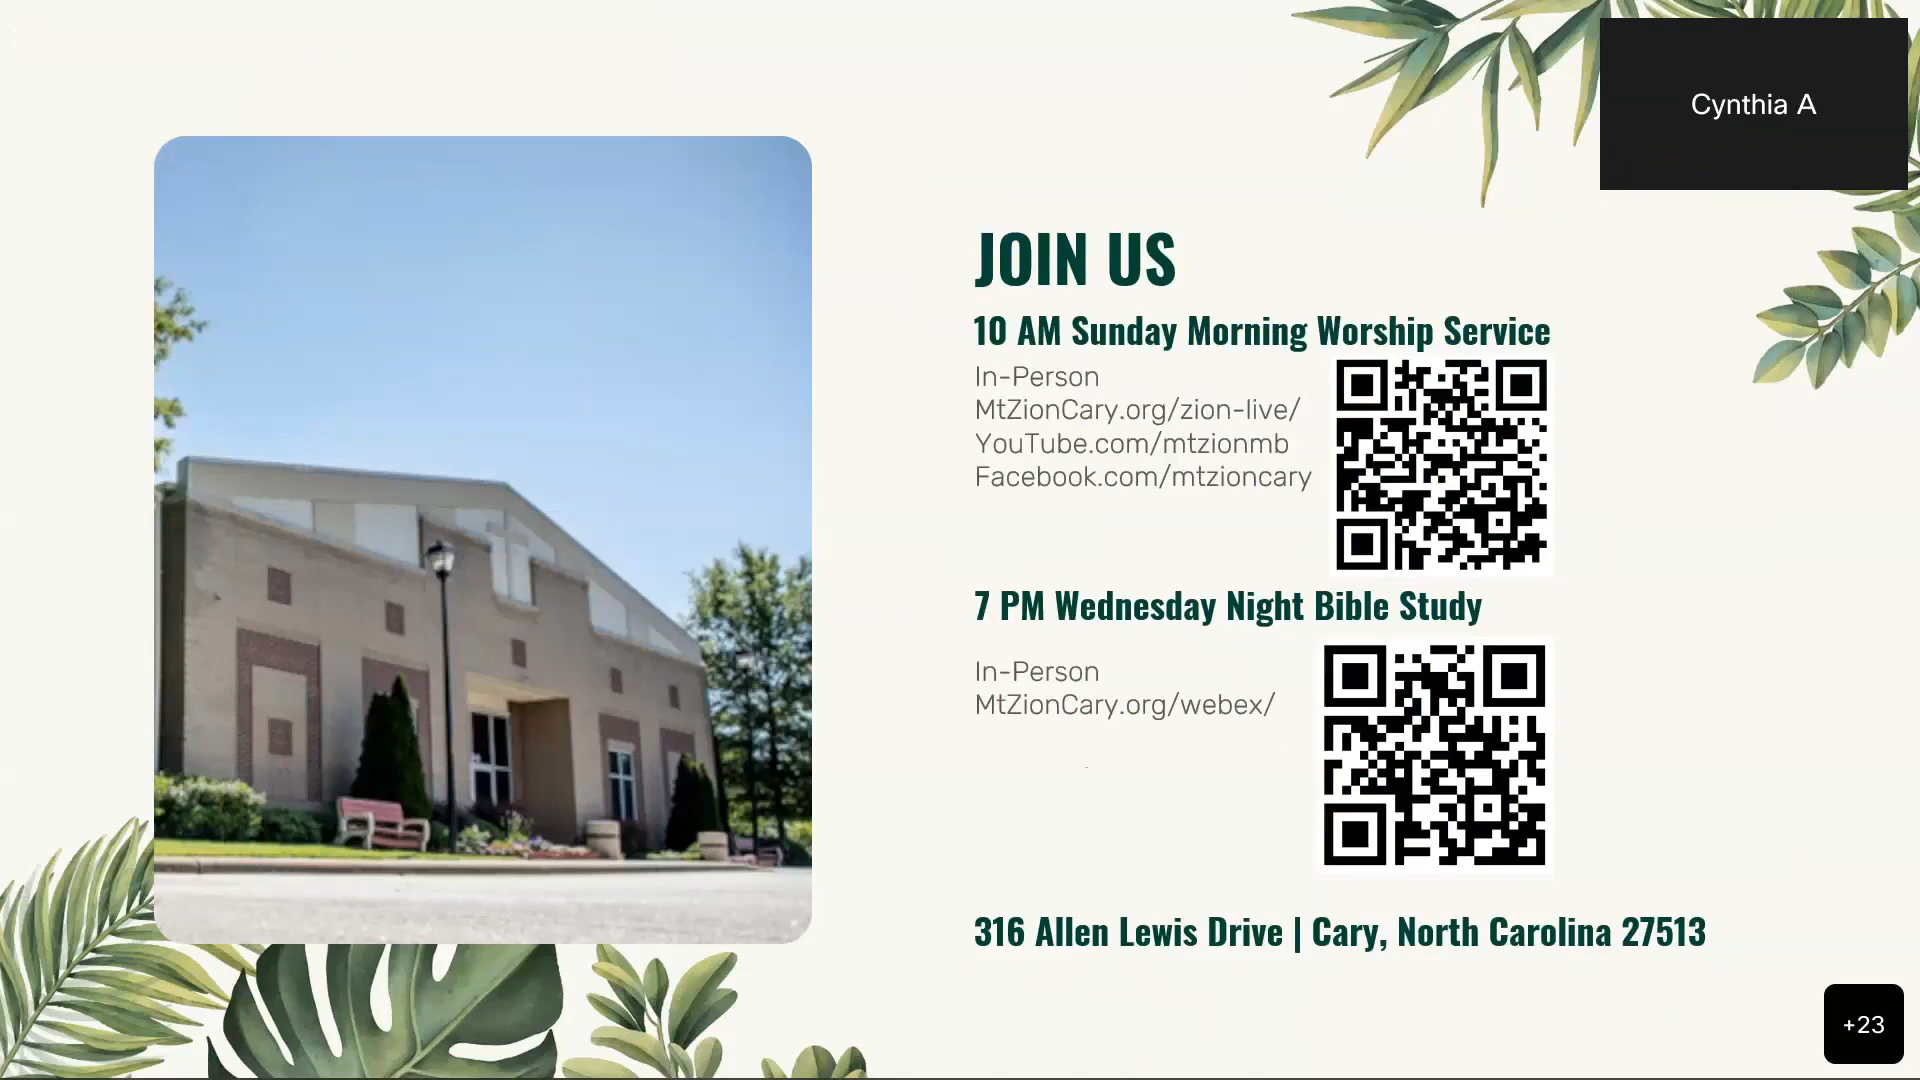 Cynthia A
JOIN US
10 AM Sunday Morning Worship Service
In-Person
MtZionCary.org/zion-live/
YouTube.com/mtzionmb
Facebook.com/mtzioncary
7 PM Wednesday Night Bible Study
In-Person
MtZionCary.org/webex/
316 Allen Lewis Drive | Cary, North Carolina 27513
+23